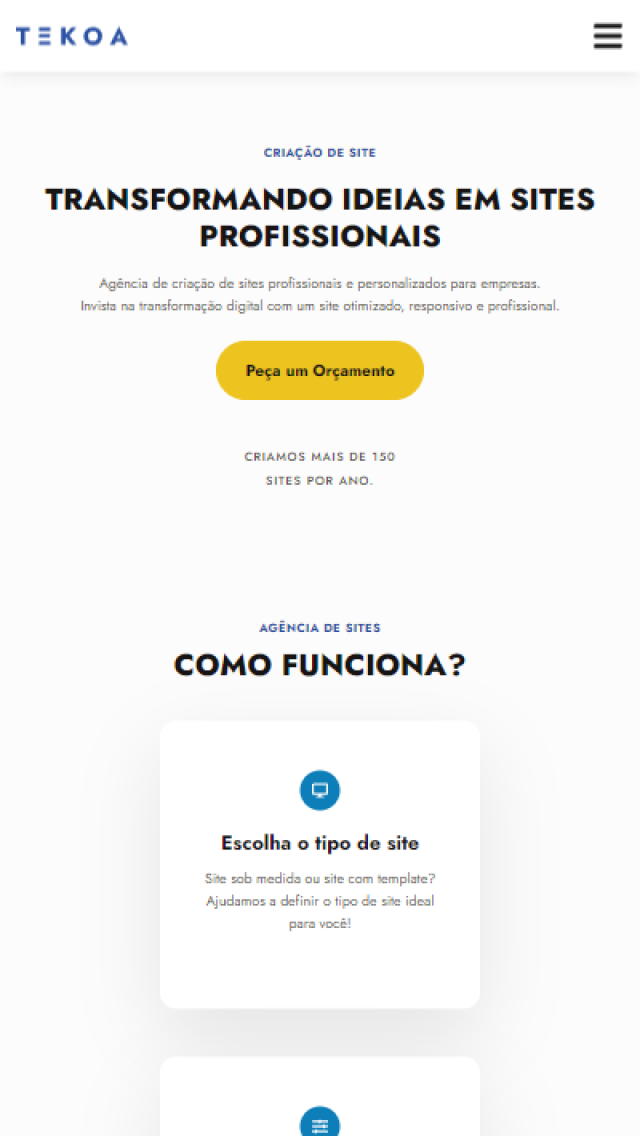 TEKOA
CRIAÇÃO DE SITE
TRANSFORMANDO IDEIAS EM SITES
PROFISSIONAIS
Agência de criação de sites profissionais e personalizados para empresas.
Invista na transformação digital com um site otimizado, responsivo e profissional.
Peça um Orçamento
CRIAMOS MAIS DE 150
SITES POR ANO.
AGÊNCIA DE SITES
COMO FUNCIONA?
Escolha o tipo de site
Site sob medida ou site com template?
Ajudamos a definir o tipo de site ideal
para você!